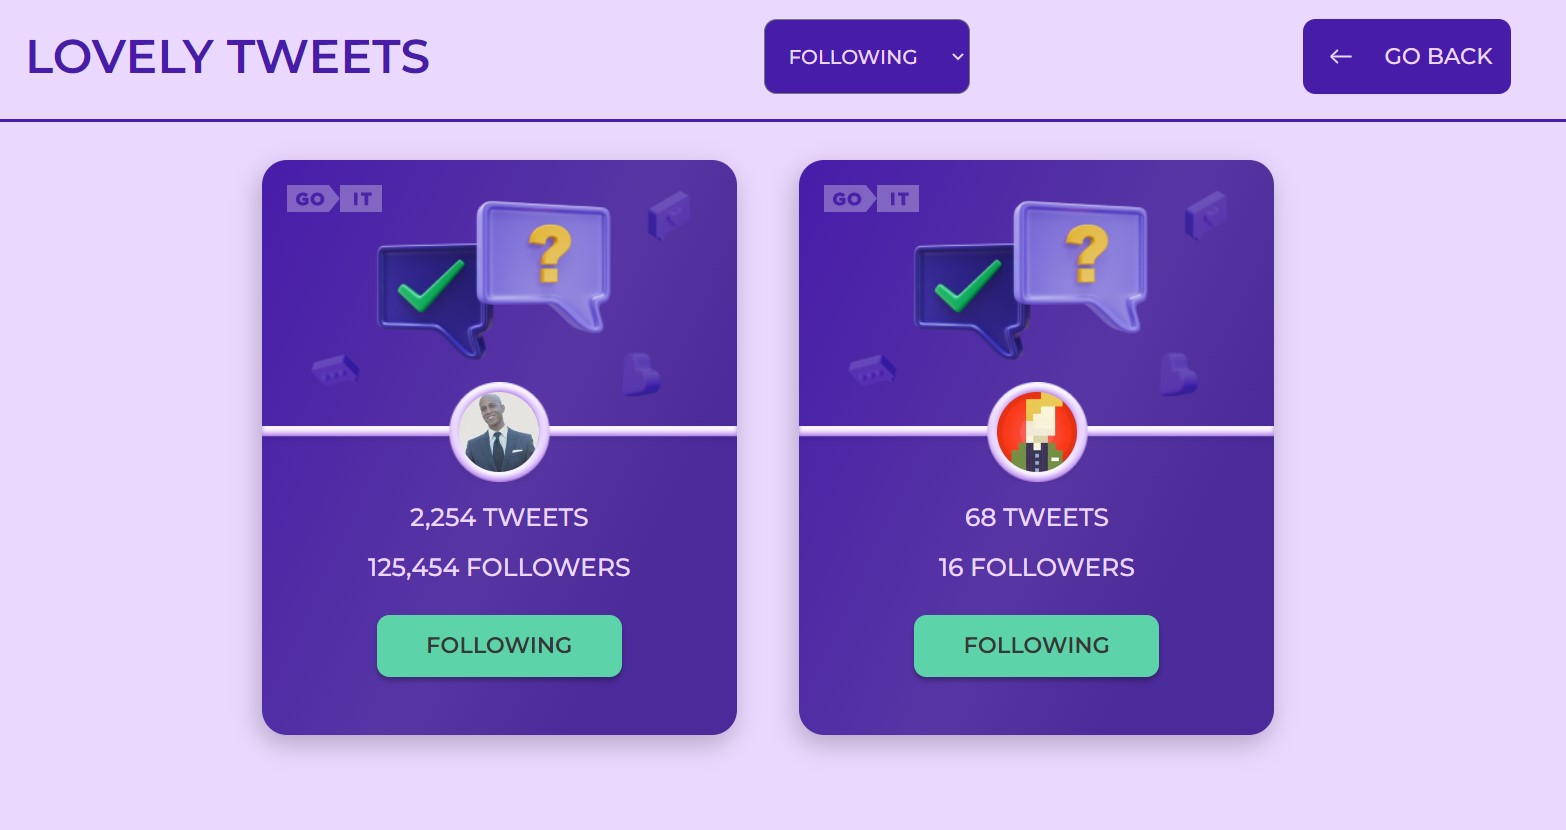 LOVELY TWEETS
FOLLOWING
GO BACK
GO IT
?
2,254 TWEETS
125,454 FOLLOWERS
FOLLOWING
GO IT
?
68 TWEETS
16 FOLLOWERS
FOLLOWING